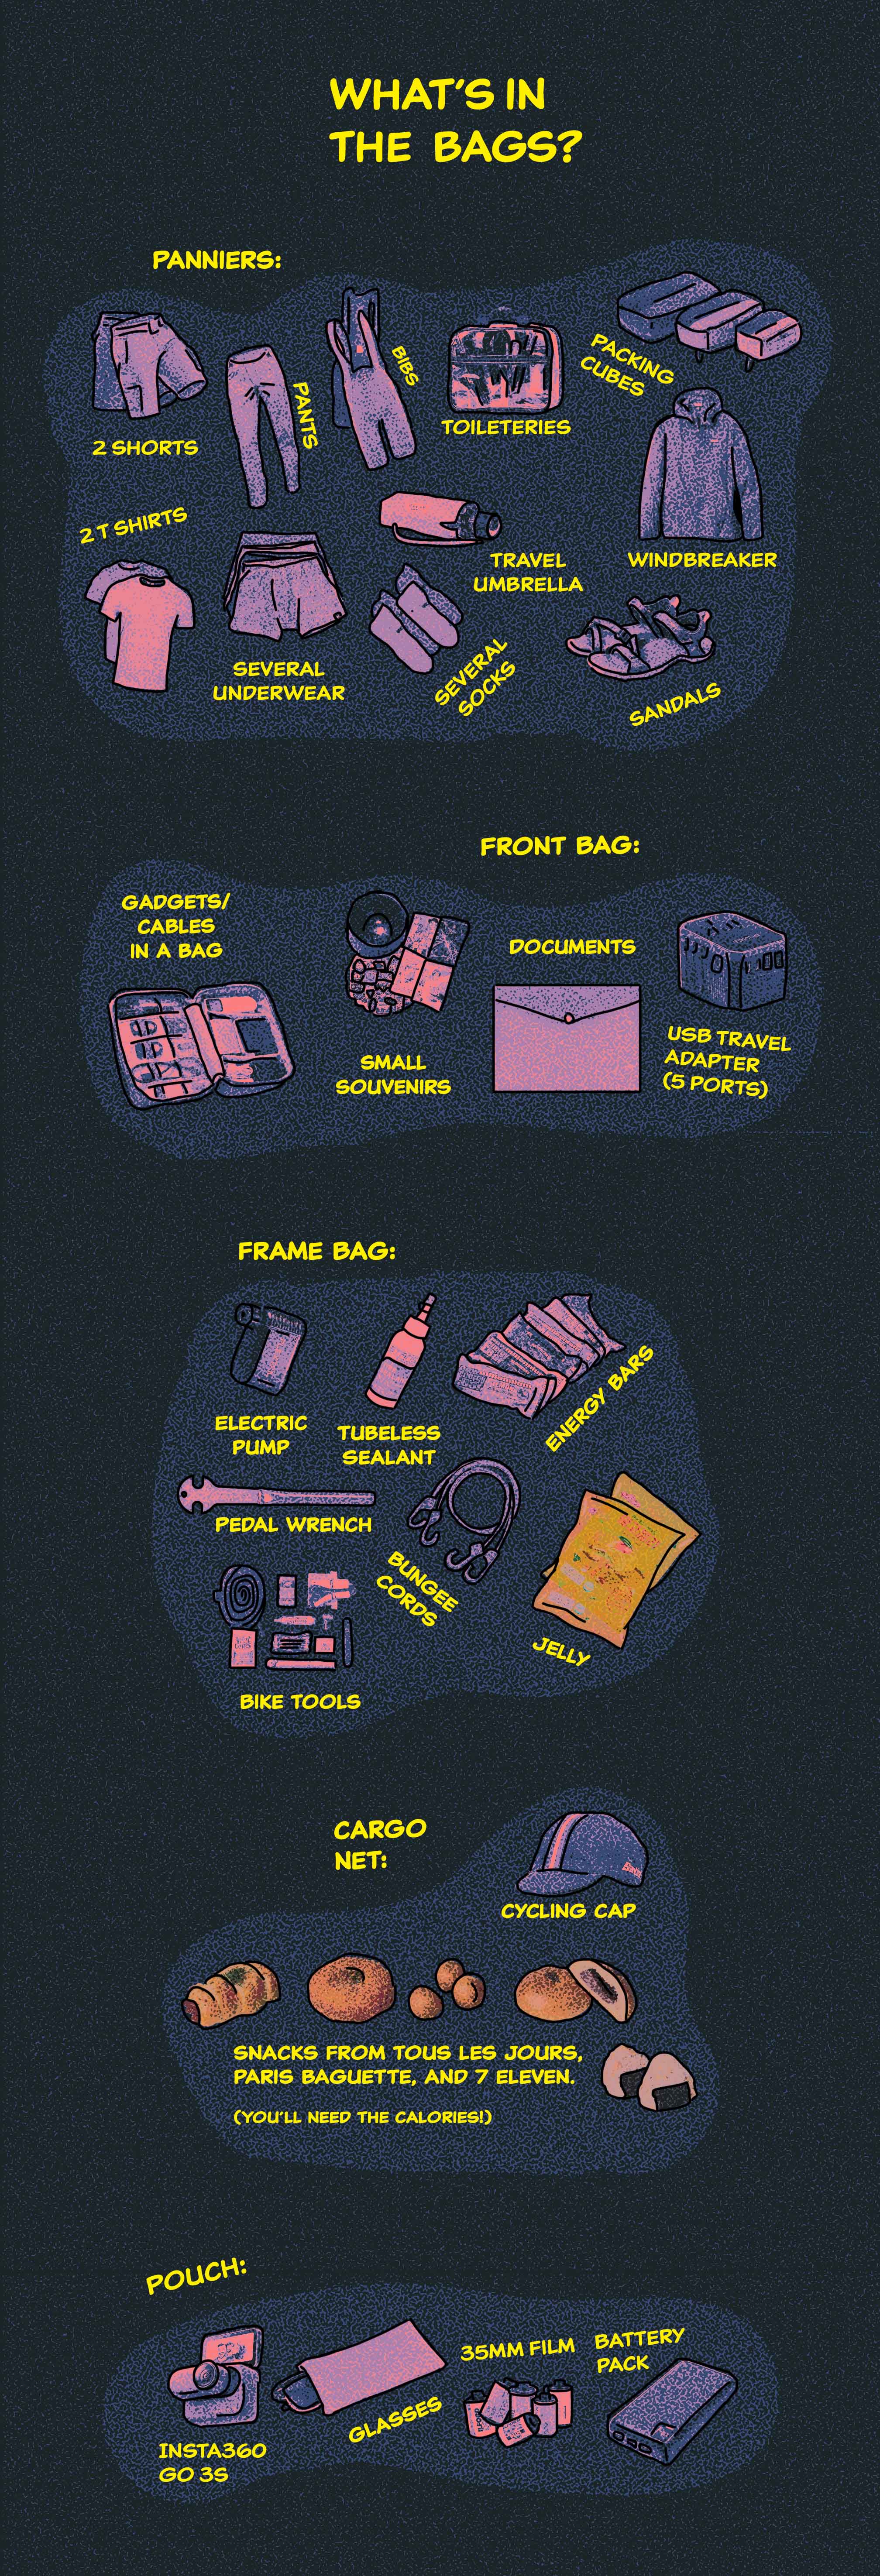 WHAT'S IN
THE BAGS?
PANNIERS:
2 SHORTS
PANTS
BIBS
TOILETERIES
PACKING
CUBES
2 T SHIRTS
SEVERAL
UNDERWEAR
TRAVEL
UMBRELLA
SEVERAL
SOCKS
WINDBREAKER
SANDALS
FRONT BAG:
GADGETS/
CABLES
IN A BAG
SMALL
SOUVENIRS
DOCUMENTS
USB TRAVEL
ADAPTER
(5 PORTS)
FRAME BAG:
ELECTRIC
PUMP
TUBELESS
SEALANT
ENERGY BARS
PEDAL WRENCH
BUNGEE
CORDS
JELLY
BIKE TOOLS
CARGO
NET:
CYCLING CAP
SNACKS FROM TOUS LES JOURS,
PARIS BAGUETTE, AND 7 ELEVEN.
(YOU'LL NEED THE CALORIES!)
POUCH:
INSTA360
GO 3S
GLASSES
35MM FILM
BATTERY
PACK